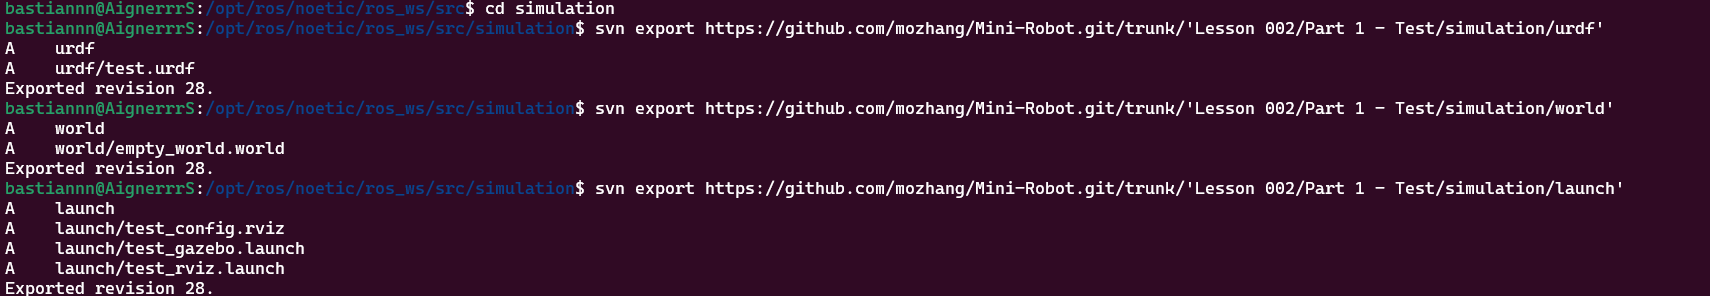 bastiannn@AignerrrS:/opt/ros/noetic/ros_ws/src$ cd simulation
bastiannn@AignerrrS:/opt/ros/noetic/ros_ws/src/simulation$ svn export https://github.com/mozhang/Mini-Robot.git/trunk/'Lesson 002/Part 1 - Test/simulation/urdf'
A    urdf
A    urdf/test.urdf
Exported revision 28.
bastiannn@AignerrrS:/opt/ros/noetic/ros_ws/src/simulation$ svn export https://github.com/mozhang/Mini-Robot.git/trunk/'Lesson 002/Part 1 - Test/simulation/world'
A    world
A    world/empty_world.world
Exported revision 28.
bastiannn@AignerrrS:/opt/ros/noetic/ros_ws/src/simulation$ svn export https://github.com/mozhang/Mini-Robot.git/trunk/'Lesson 002/Part 1 - Test/simulation/launch'
A    launch
A    launch/test_config.rviz
A    launch/test_gazebo.launch
A    launch/test_rviz.launch
Exported revision 28.